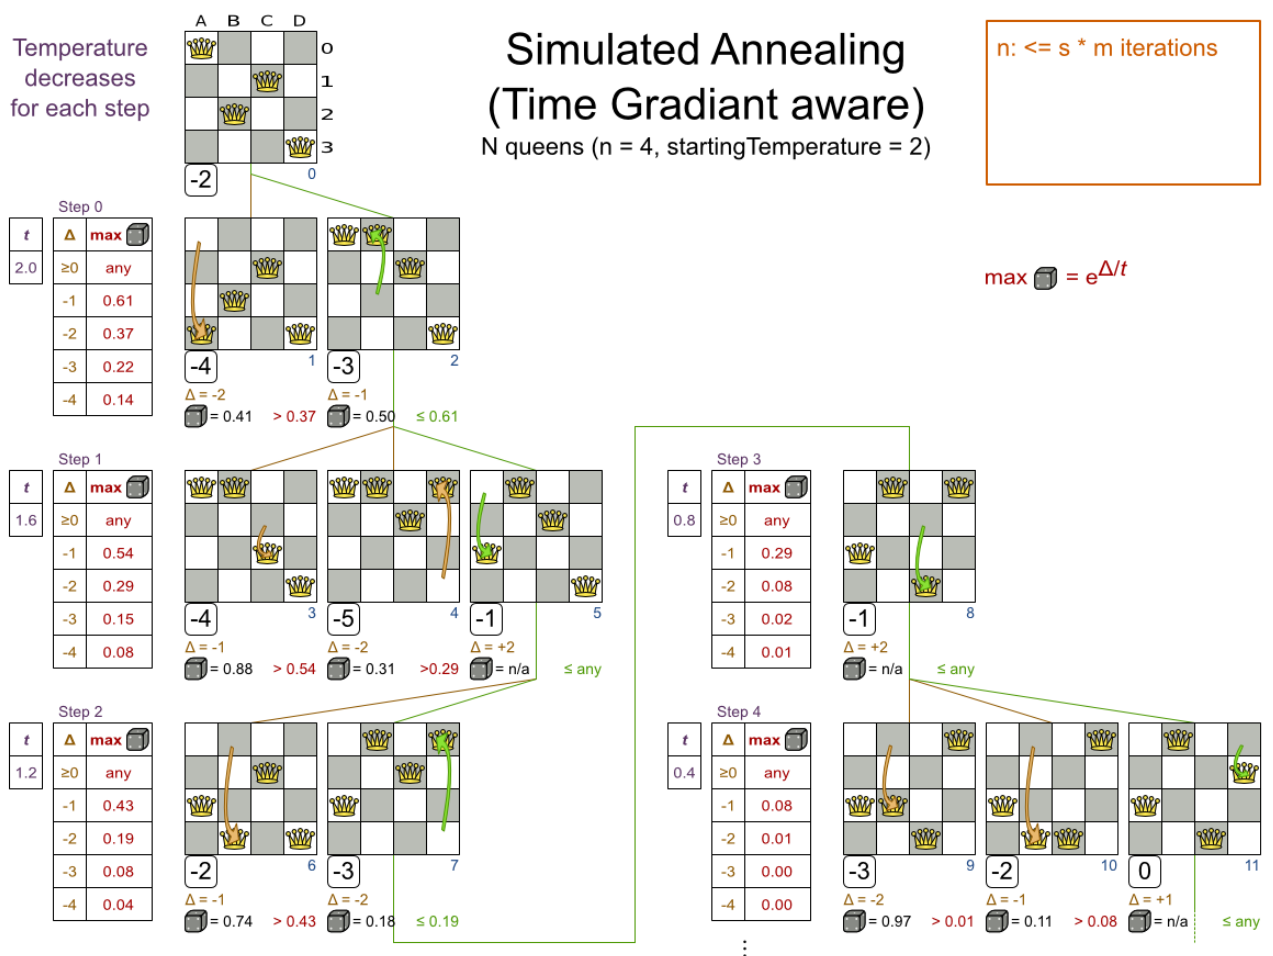 Temperature
decreases
for each step
A B C D
0
1
2
3
-2
0
Simulated Annealing
(Time Gradiant aware)
N queens (n = 4, startingTemperature = 2)
n: <= s * m iterations
max = e^Δ/t
Step 0
t
2.0
Δ max
≥0 any
-1 0.61
-2 0.37
-3 0.22
-4 0.14
-4 1
Δ = -2
= 0.41 > 0.37
-3 2
Δ = -1
= 0.50 ≤ 0.61
Step 1
t
1.6
Δ max
≥0 any
-1 0.54
-2 0.29
-3 0.15
-4 0.08
-4 3
Δ = -1
= 0.88 > 0.54
-5 4
Δ = -2
= 0.31 >0.29
-1 5
Δ = +2
= n/a ≤ any
Step 2
t
1.2
Δ max
≥0 any
-1 0.43
-2 0.19
-3 0.08
-4 0.04
-2 6
Δ = -1
= 0.74 > 0.43
-3 7
Δ = -2
= 0.18 ≤ 0.19
Step 3
t
0.8
Δ max
≥0 any
-1 0.29
-2 0.08
-3 0.02
-4 0.01
-1 8
Δ = +2
= n/a ≤ any
Step 4
t
0.4
Δ max
≥0 any
-1 0.08
-2 0.01
-3 0.00
-4 0.00
-3 9
Δ = -2
= 0.97 > 0.01
-2 10
Δ = -1
= 0.11 > 0.08
0 11
Δ = +1
= n/a ≤ any
⋮